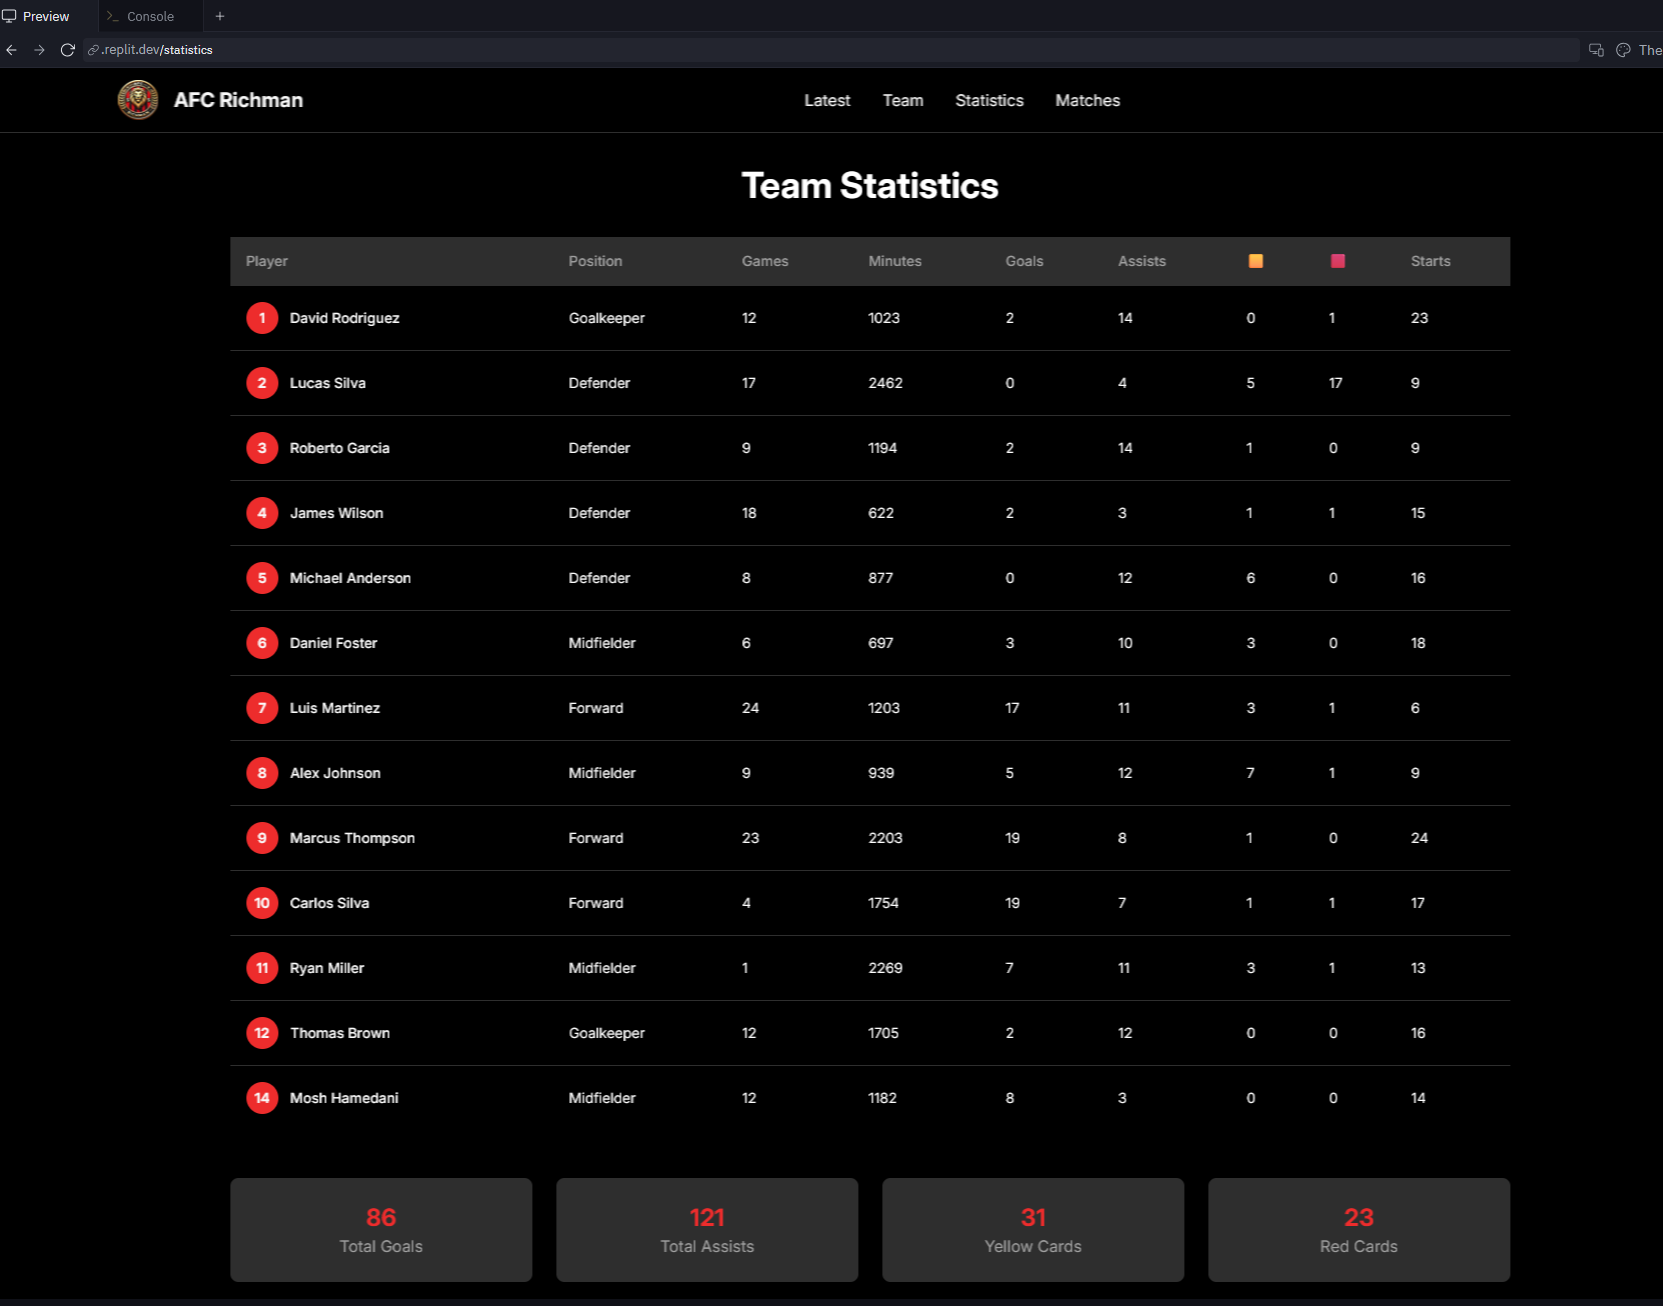 Preview
Console
.replit.dev/statistics
The
AFC Richman
Latest Team Statistics Matches
Team Statistics
Player Position Games Minutes Goals Assists Starts
1 David Rodriguez Goalkeeper 12 1023 2 14 0 1 23
2 Lucas Silva Defender 17 2462 0 4 5 17 9
3 Roberto Garcia Defender 9 1194 2 14 1 0 9
4 James Wilson Defender 18 622 2 3 1 1 15
5 Michael Anderson Defender 8 877 0 12 6 0 16
6 Daniel Foster Midfielder 6 697 3 10 3 0 18
7 Luis Martinez Forward 24 1203 17 11 3 1 6
8 Alex Johnson Midfielder 9 939 5 12 7 1 9
9 Marcus Thompson Forward 23 2203 19 8 1 0 24
10 Carlos Silva Forward 4 1754 19 7 1 1 17
11 Ryan Miller Midfielder 1 2269 7 11 3 1 13
12 Thomas Brown Goalkeeper 12 1705 2 12 0 0 16
14 Mosh Hamedani Midfielder 12 1182 8 3 0 0 14
86 121 31 23
Total Goals Total Assists Yellow Cards Red Cards